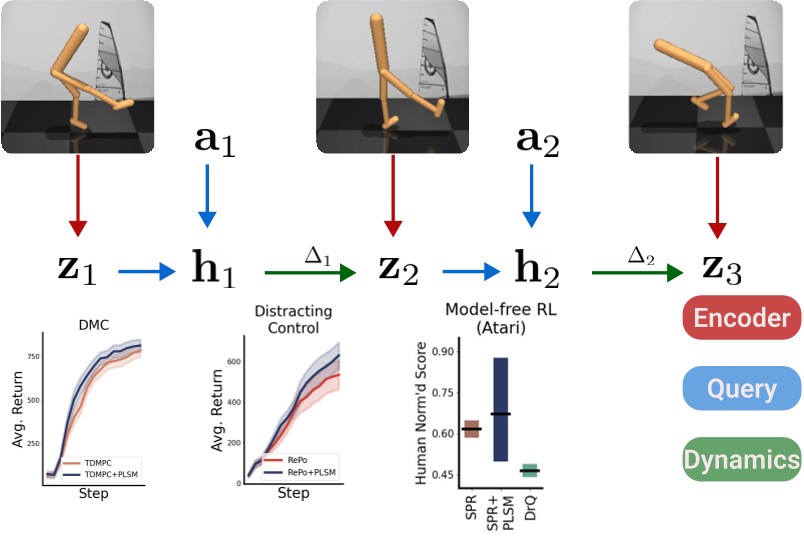 a₁
a₂
z₁
h₁
Δ₁
z₂
h₂
Δ₂
z₃
DMC
Avg. Return
750
500
250
TDMPC
TDMPC+PLSM
Step
Distracting
Control
Avg. Return
600
400
200
0
RePo
RePo+PLSM
Step
Model-free RL
(Atari)
Human Norm'd Score
0.90
0.75
0.60
0.45
SPR
SPR+
PLSM
DrQ
Encoder
Query
Dynamics